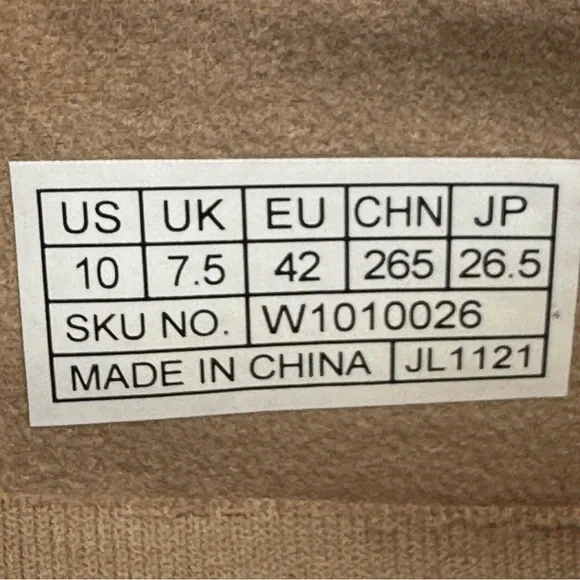 US UK EU CHN JP
10 7.5 42 265 26.5
SKU NO. W1010026
MADE IN CHINA JL1121